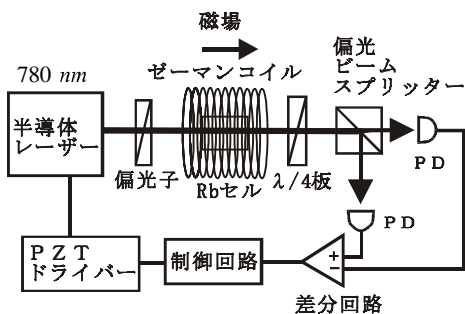 磁場
偏光
ビーム
スプリッター
780 nm
ゼーマンコイル
半導体
レーザー
偏光子
Rbセル
λ/4板
PD
PD
PZT
ドライバー
制御回路
+
−
差分回路